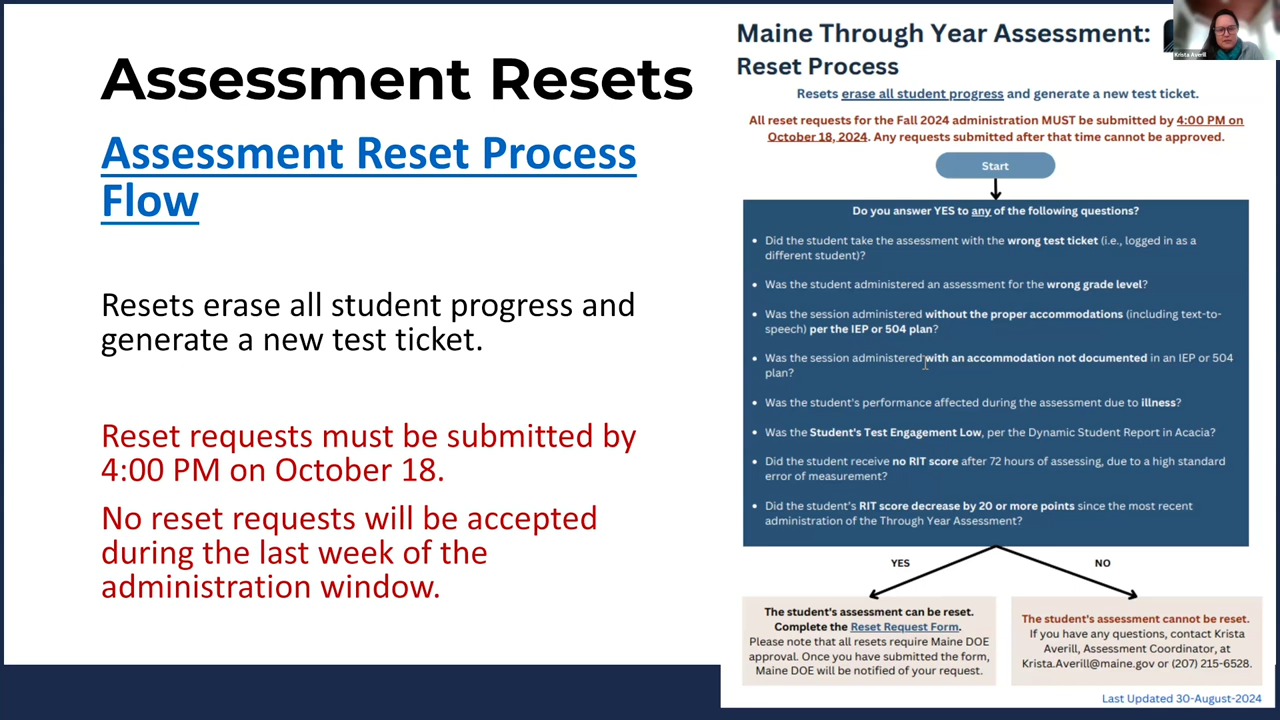 Assessment Resets
Assessment Reset Process
Flow
Resets erase all student progress and
generate a new test ticket.
Reset requests must be submitted by
4:00 PM on October 18.
No reset requests will be accepted
during the last week of the
administration window.
Maine Through Year Assessment:
Reset Process
Resets erase all student progress and generate a new test ticket.
All reset requests for the Fall 2024 administration MUST be submitted by 4:00 PM on
October 18, 2024. Any requests submitted after that time cannot be approved.
Start
Do you answer YES to any of the following questions?
• Did the student take the assessment with the wrong test ticket (i.e., logged in as a
different student)?
• Was the student administered an assessment for the wrong grade level?
• Was the session administered without the proper accommodations (including text-to-
speech) per the IEP or 504 plan?
• Was the session administered with an accommodation not documented in an IEP or 504
plan?
• Was the student's performance affected during the assessment due to illness?
• Was the Student's Test Engagement Low, per the Dynamic Student Report in Acacia?
• Did the student receive no RIT score after 72 hours of assessing, due to a high standard
error of measurement?
• Did the student's RIT score decrease by 20 or more points since the most recent
administration of the Through Year Assessment?
YES
NO
The student's assessment can be reset.
Complete the Reset Request Form.
Please note that all resets require Maine DOE
approval. Once you have submitted the form,
Maine DOE will be notified of your request.
The student's assessment cannot be reset.
If you have any questions, contact Krista
Averill, Assessment Coordinator, at
Krista.Averill@maine.gov or (207) 215-6528.
Last Updated 30-August-2024
Krista Averill